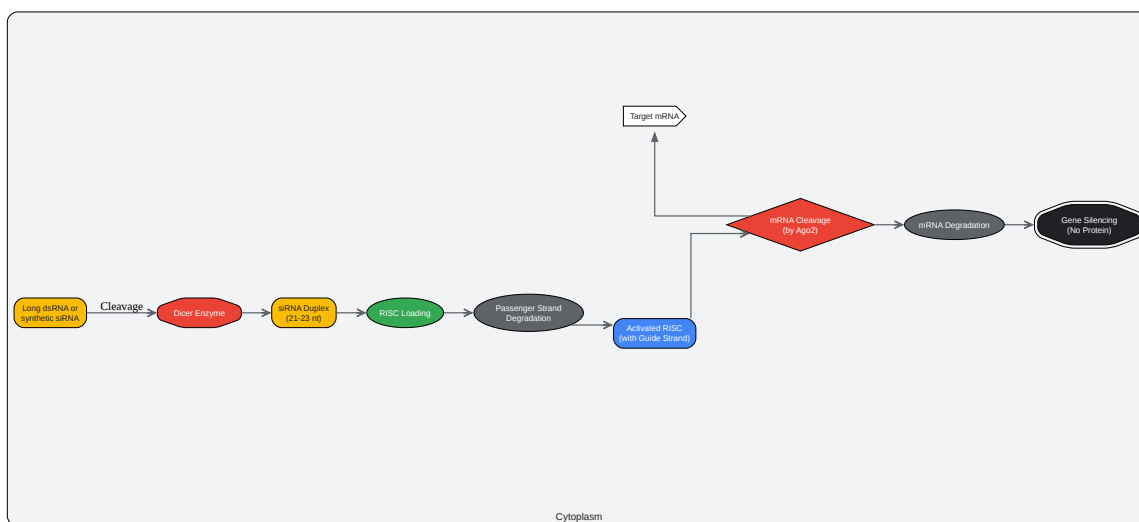 Target mRNA
mRNA Cleavage
(by Ago2)
mRNA Degradation
Gene Silencing
(No Protein)
Long dsRNA or
synthetic siRNA
Cleavage
Dicer Enzyme
siRNA Duplex
(21-23 nt)
RISC Loading
Passenger Strand
Degradation
Activated RISC
(with Guide Strand)
Cytoplasm